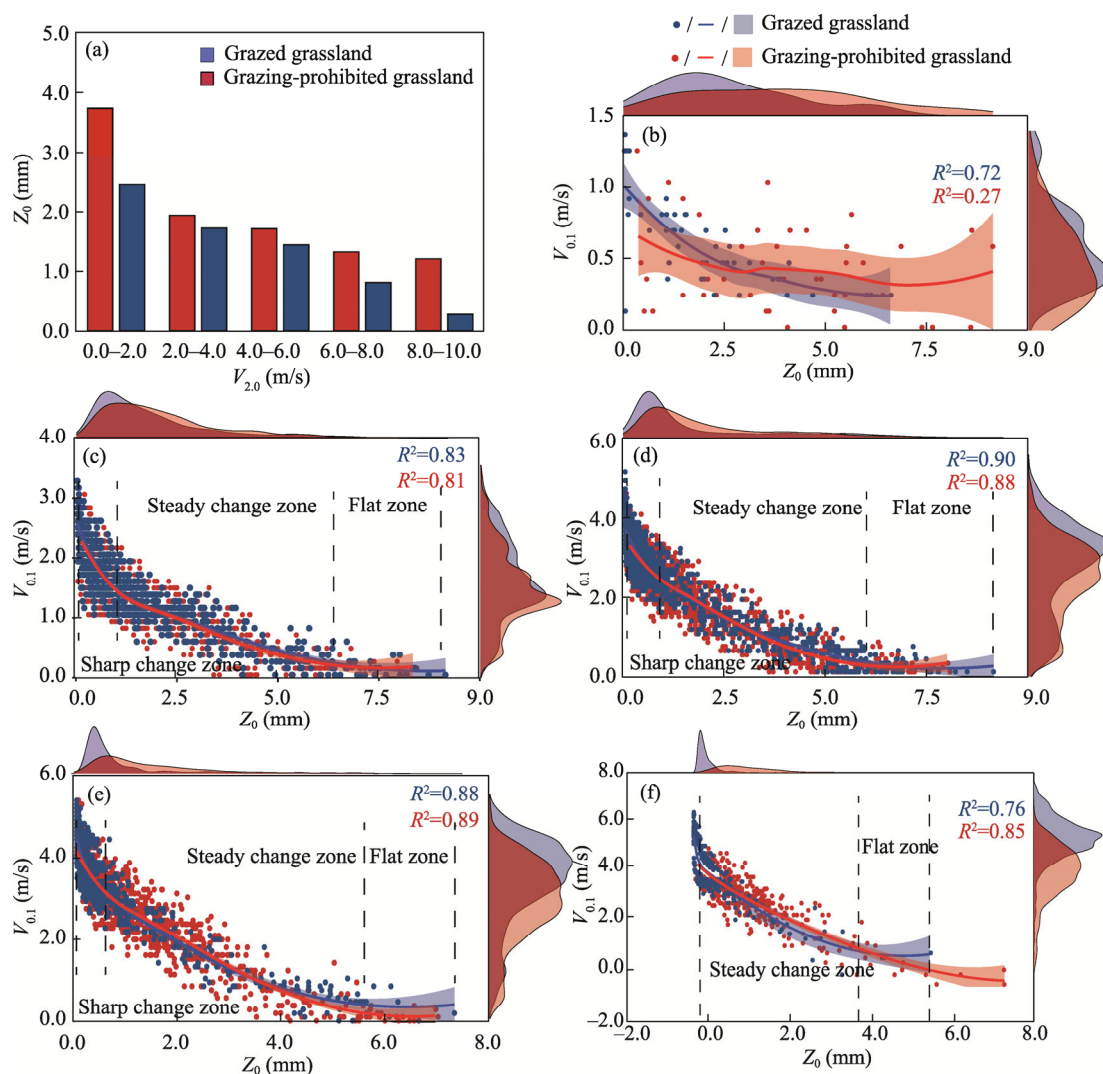 (a)
Grazed grassland
Grazing-prohibited grassland
5.0
4.0
3.0
2.0
1.0
0.0
Z₀ (mm)
0.0–2.0 2.0–4.0 4.0–6.0 6.0–8.0 8.0–10.0
V₂.₀ (m/s)
/ – / Grazed grassland
/ – / Grazing-prohibited grassland
(b)
R²=0.72
R²=0.27
1.5
1.0
0.5
0.0
V₀.₁ (m/s)
0.0 2.5 5.0 7.5 9.0
Z₀ (mm)
(c)
R²=0.83
R²=0.81
Steady change zone Flat zone
Sharp change zone
4.0
3.0
2.0
1.0
0.0
V₀.₁ (m/s)
0.0 2.5 5.0 7.5 9.0
Z₀ (mm)
(d)
R²=0.90
R²=0.88
Steady change zone Flat zone
Sharp change zone
6.0
4.0
2.0
0.0
V₀.₁ (m/s)
0.0 2.5 5.0 7.5 9.0
Z₀ (mm)
(e)
R²=0.88
R²=0.89
Steady change zone Flat zone
Sharp change zone
6.0
4.0
2.0
0.0
V₀.₁ (m/s)
0.0 2.0 4.0 6.0 8.0
Z₀ (mm)
(f)
R²=0.76
R²=0.85
Flat zone
Steady change zone
8.0
6.0
4.0
2.0
0.0
–2.0
V₀.₁ (m/s)
–2.0 0.0 2.0 4.0 6.0 8.0
Z₀ (mm)